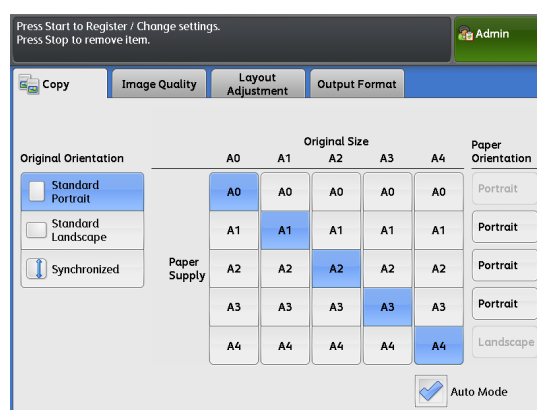 Press Start to Register / Change settings.
Press Stop to remove item.
Admin
Copy
Image Quality
Layout
Adjustment
Output Format
Original Size
Paper
Orientation
Original Orientation
A0 A1 A2 A3 A4
Standard
Portrait
A0 A0 A0 A0 A0
Portrait
Standard
Landscape
A1 A1 A1 A1 A1
Portrait
Synchronized
Paper
Supply
A2 A2 A2 A2 A2
Portrait
A3 A3 A3 A3 A3
Portrait
A4 A4 A4 A4 A4
Landscape
Auto Mode